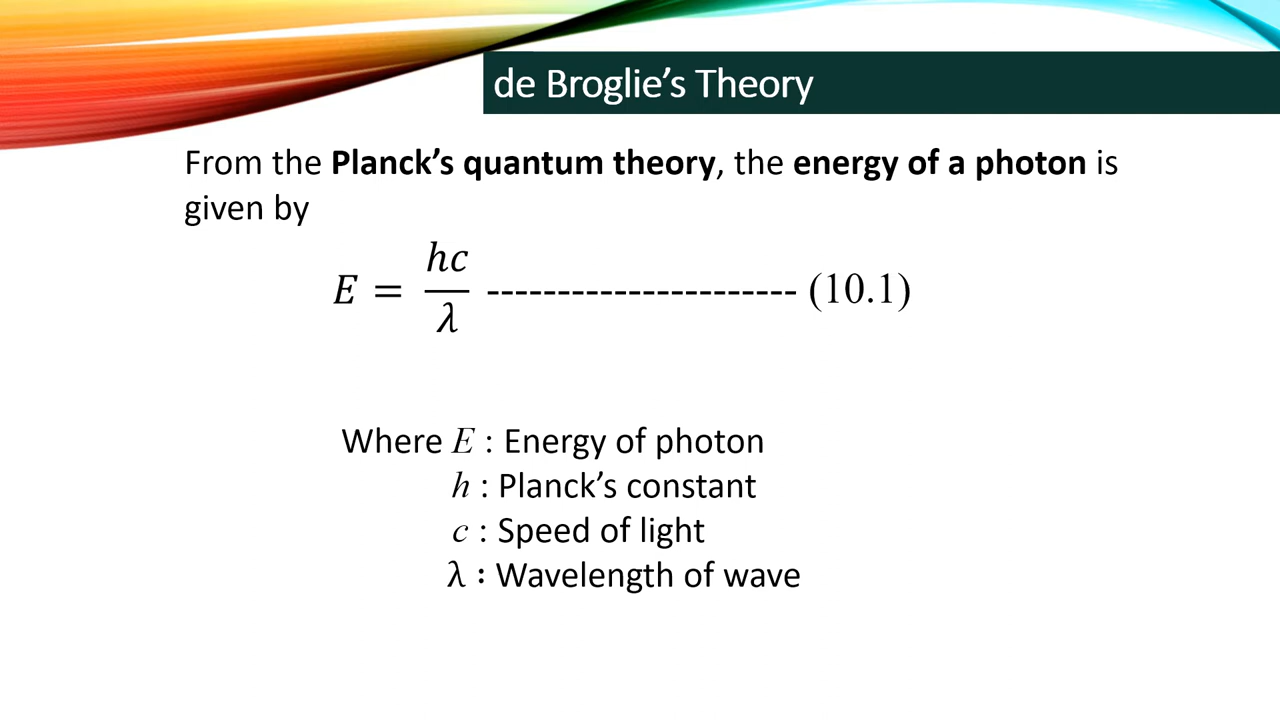 de Broglie’s Theory
From the Planck’s quantum theory, the energy of a photon is
given by
E = hc/λ ---------------------- (10.1)
Where E : Energy of photon
h : Planck’s constant
c : Speed of light
λ : Wavelength of wave